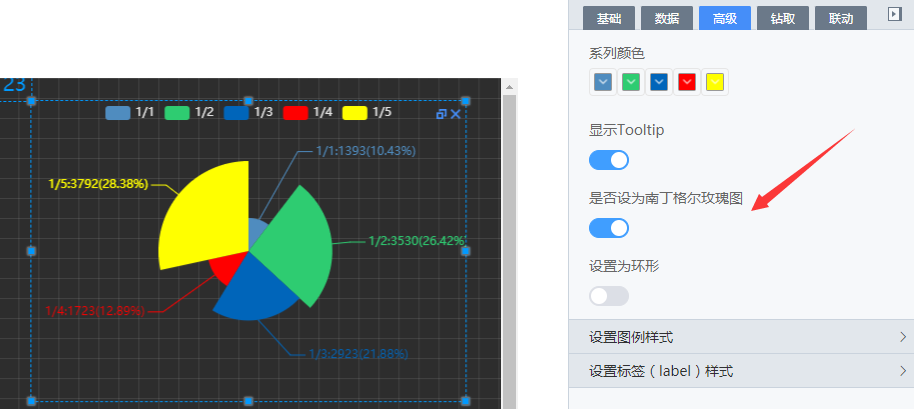 23
1/1 1/2 1/3 1/4 1/5
1/1:1393(10.43%)
1/5:3792(28.38%)
1/2:3530(26.42%
1/4:1723(12.89%)
1/3:2923(21.88%)
基础 数据 高级 钻取 联动
系列颜色
显示Tooltip
是否设为南丁格尔玫瑰图
设置为环形
设置图例样式
设置标签（label）样式